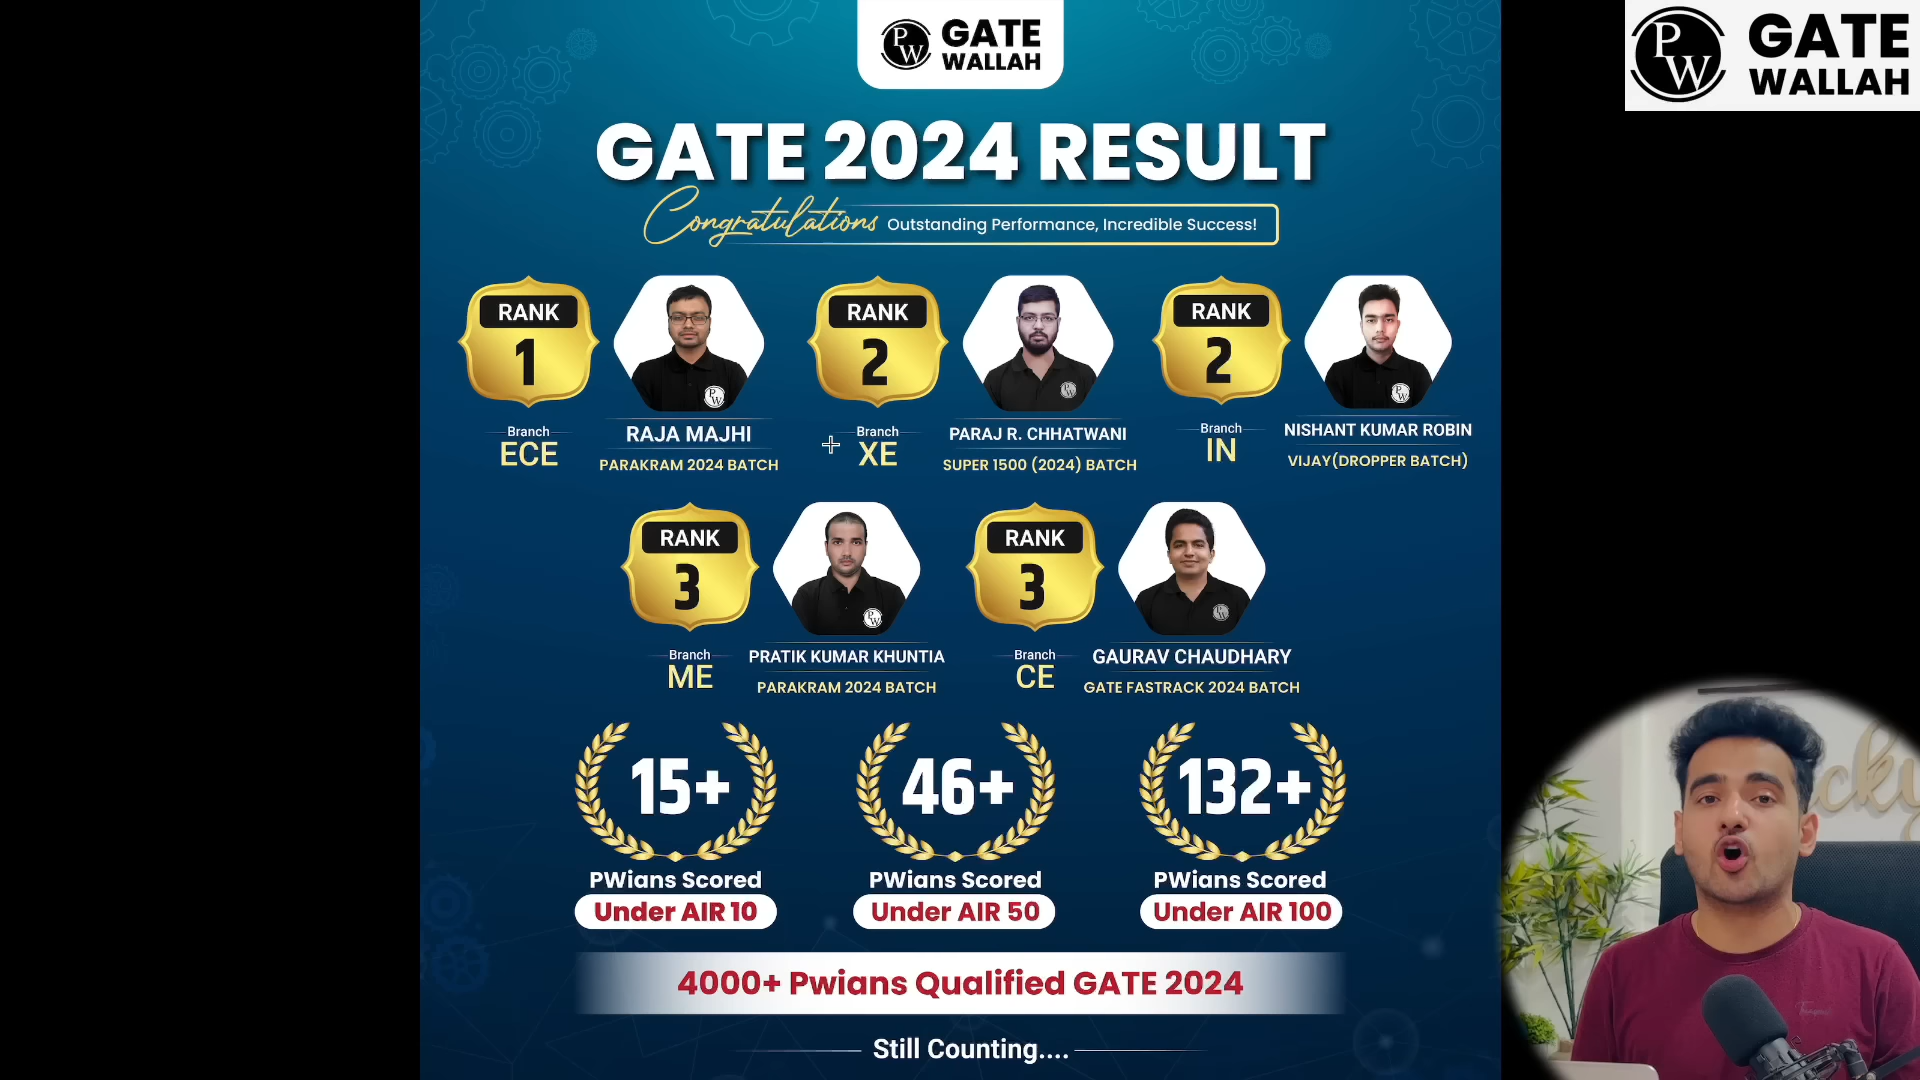 PW GATE
WALLAH
PW GATE
WALLAH
GATE 2024 RESULT
Congratulations Outstanding Performance, Incredible Success!
RANK
1
Branch
ECE
RAJA MAJHI
PARAKRAM 2024 BATCH
RANK
2
Branch
XE
PARAJ R. CHHATWANI
SUPER 1500 (2024) BATCH
RANK
2
Branch
IN
NISHANT KUMAR ROBIN
VIJAY(DROPPER BATCH)
RANK
3
Branch
ME
PRATIK KUMAR KHUNTIA
PARAKRAM 2024 BATCH
RANK
3
Branch
CE
GAURAV CHAUDHARY
GATE FASTRACK 2024 BATCH
15+
PWians Scored
Under AIR 10
46+
PWians Scored
Under AIR 50
132+
PWians Scored
Under AIR 100
4000+ Pwians Qualified GATE 2024
Still Counting....